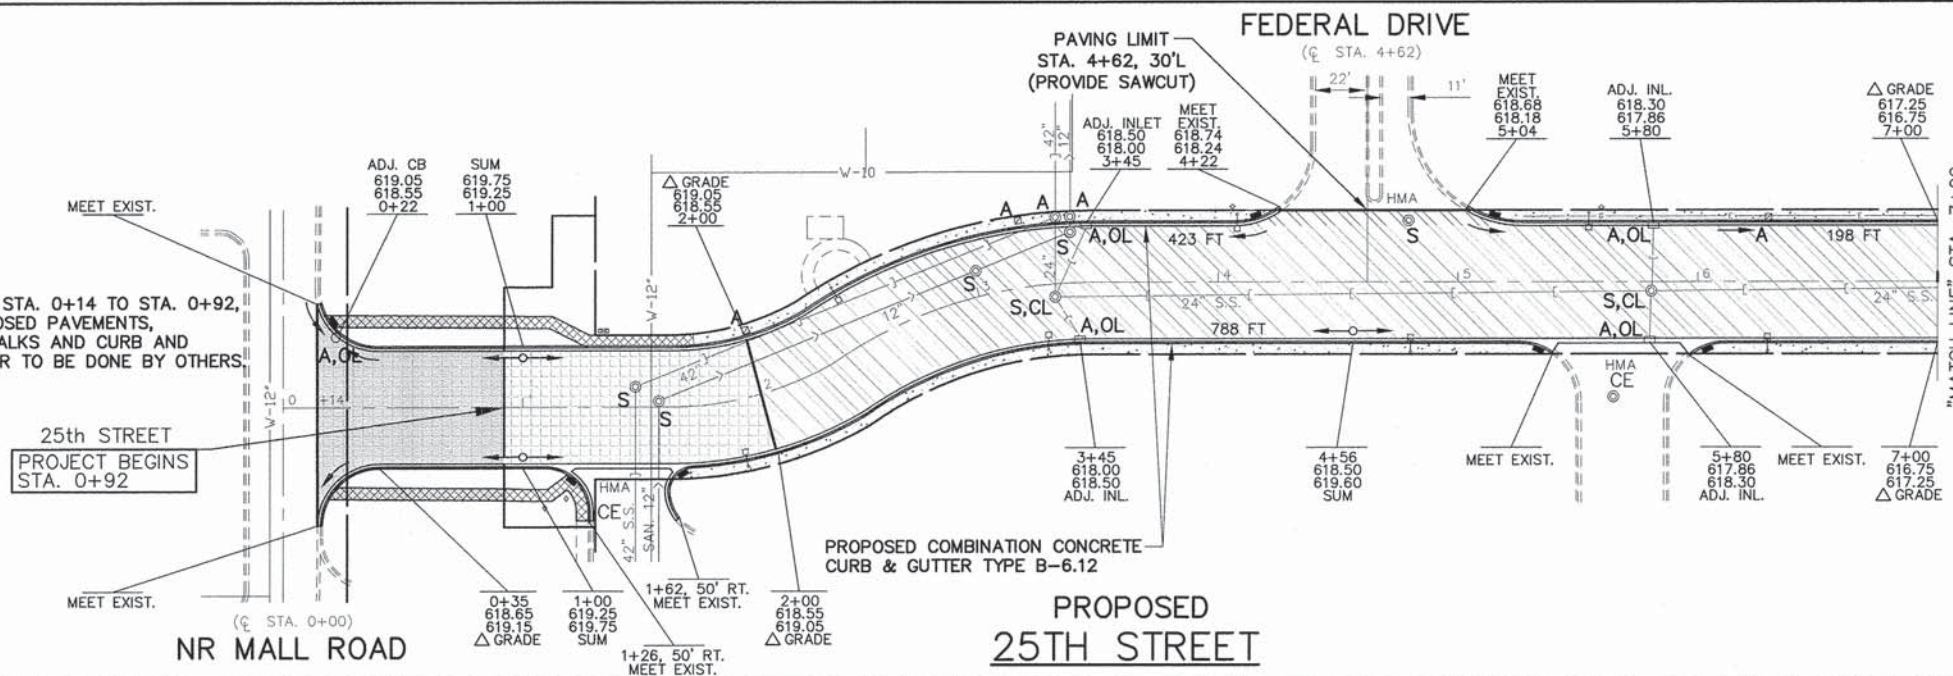 FEDERAL DRIVE
(℄ STA. 4+62)
PAVING LIMIT
STA. 4+62, 30'L
(PROVIDE SAWCUT)
22'
11'
MEET
EXIST.
618.68
618.18
5+04
ADJ. INL.
618.30
617.86
5+80
△ GRADE
617.25
616.75
7+00
ADJ. INLET
618.50
618.00
3+45
MEET
EXIST.
618.74
618.24
4+22
42"
12"
W-10
△ GRADE
619.05
618.55
2+00
ADJ. CB
619.05
618.55
0+22
SUM
619.75
619.25
1+00
MEET EXIST.
W-12"
HMA
A
A
A
S
A,OL
423 FT
S
A,OL
A
198 FT
S
24"
4
5
6
S,CL
24" S.S.
S,CL
24" S.S.
12"
A
A,OL
788 FT
A,OL
STA. 0+14 TO STA. 0+92,
OSED PAVEMENTS,
ALKS AND CURB AND
ER TO BE DONE BY OTHERS.
A,OL
42"
2
S
S
0
+14
1
W-12"
HMA
CE
25th STREET
PROJECT BEGINS
STA. 0+92
HMA
CE
42" S.S.
SAN. 12"
3+45
618.00
618.50
ADJ. INL.
4+56
618.50
619.60
SUM
MEET EXIST.
5+80
617.86
618.30
ADJ. INL.
MEET EXIST.
7+00
616.75
617.25
△ GRADE
PROPOSED COMBINATION CONCRETE
CURB & GUTTER TYPE B-6.12
MEET EXIST.
0+35
618.65
619.15
△ GRADE
1+00
619.25
619.75
SUM
1+62, 50' RT.
MEET EXIST.
1+26, 50' RT.
MEET EXIST.
2+00
618.55
619.05
△ GRADE
(℄ STA. 0+00)
NR MALL ROAD
PROPOSED
25TH STREET